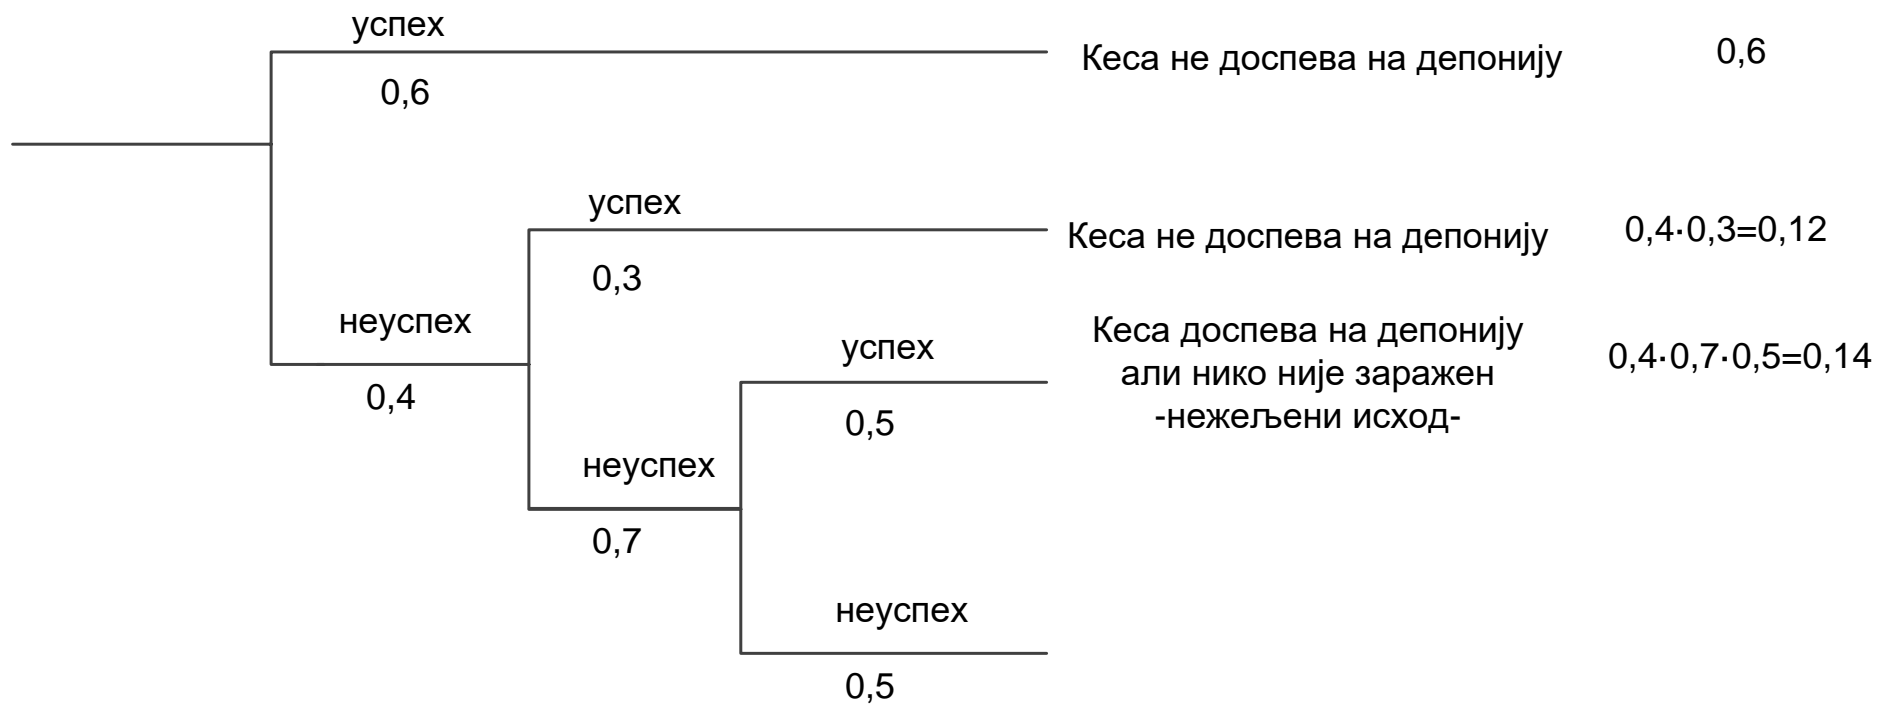 успех
0,6
Кеса не доспева на депонију
0,6
успех
0,3
Кеса не доспева на депонију
0,4·0,3=0,12
неуспех
0,4
успех
0,5
Кеса доспева на депонију
али нико није заражен
-нежељени исход-
0,4·0,7·0,5=0,14
неуспех
0,7
неуспех
0,5